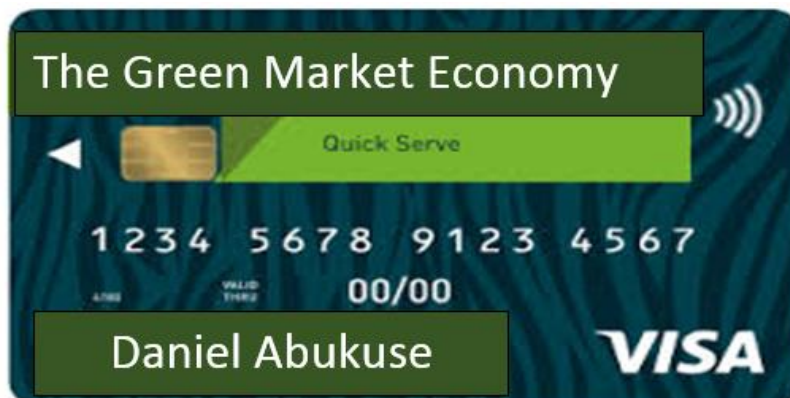 The Green Market Economy
Quick Serve
1234 5678 9123 4567
VALID
THRU
00/00
Daniel Abukuse
VISA